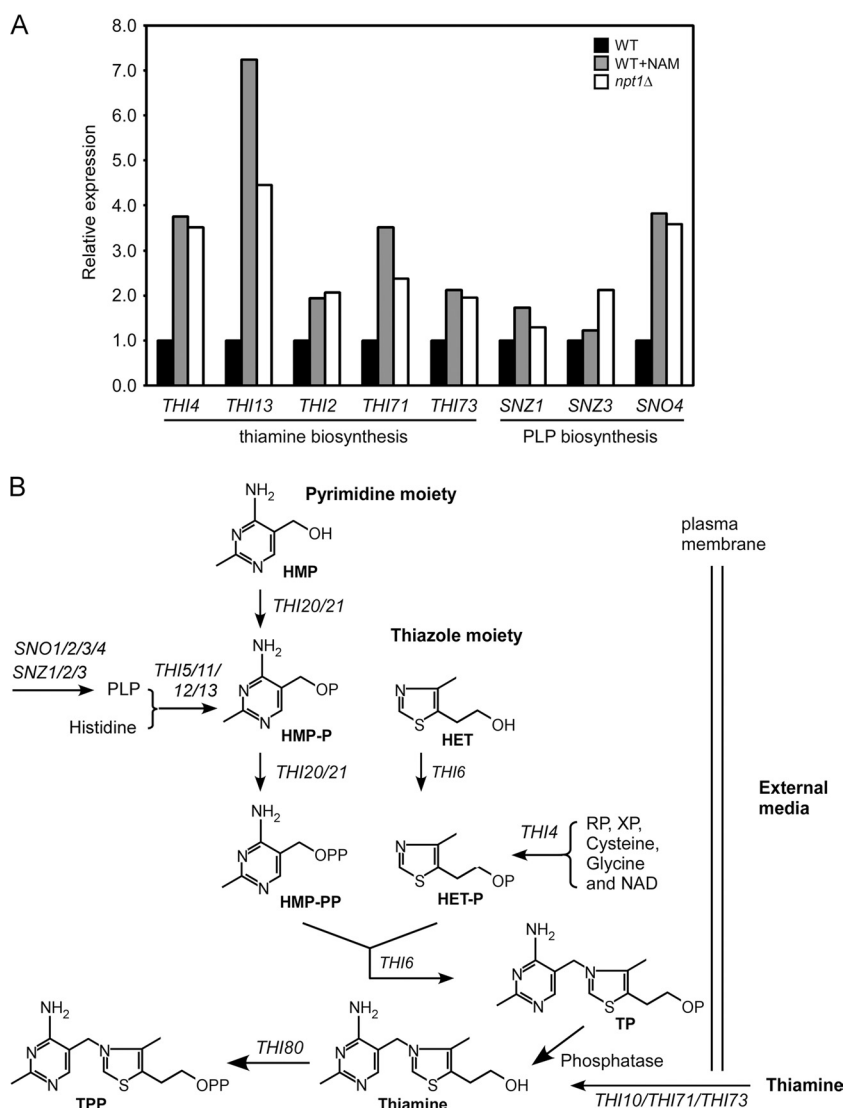 A
8.0
7.0
6.0
5.0
4.0
3.0
2.0
1.0
0.0
Relative expression
WT
WT+NAM
npt1Δ
THI4 THI13 THI2 THI71 THI73 SNZ1 SNZ3 SNO4
thiamine biosynthesis PLP biosynthesis
B
NH2
Pyrimidine moiety
N
OH
N
HMP
plasma
membrane
THI20/21
Thiazole moiety
SNO1/2/3/4
SNZ1/2/3
PLP
Histidine
THI5/11/
12/13
NH2
N
OP
N
HMP-P
N
S
OH
HET
THI20/21
THI6
External
media
NH2
N
OPP
N
HMP-PP
N
S
OP
HET-P
THI4
RP, XP,
Cysteine,
Glycine
and NAD
THI6
NH2
N
N
N
S
OP
TP
Phosphatase
NH2
N
N
N
S
OPP
TPP
THI80
NH2
N
N
N
S
OH
Thiamine
THI10/THI71/THI73
Thiamine